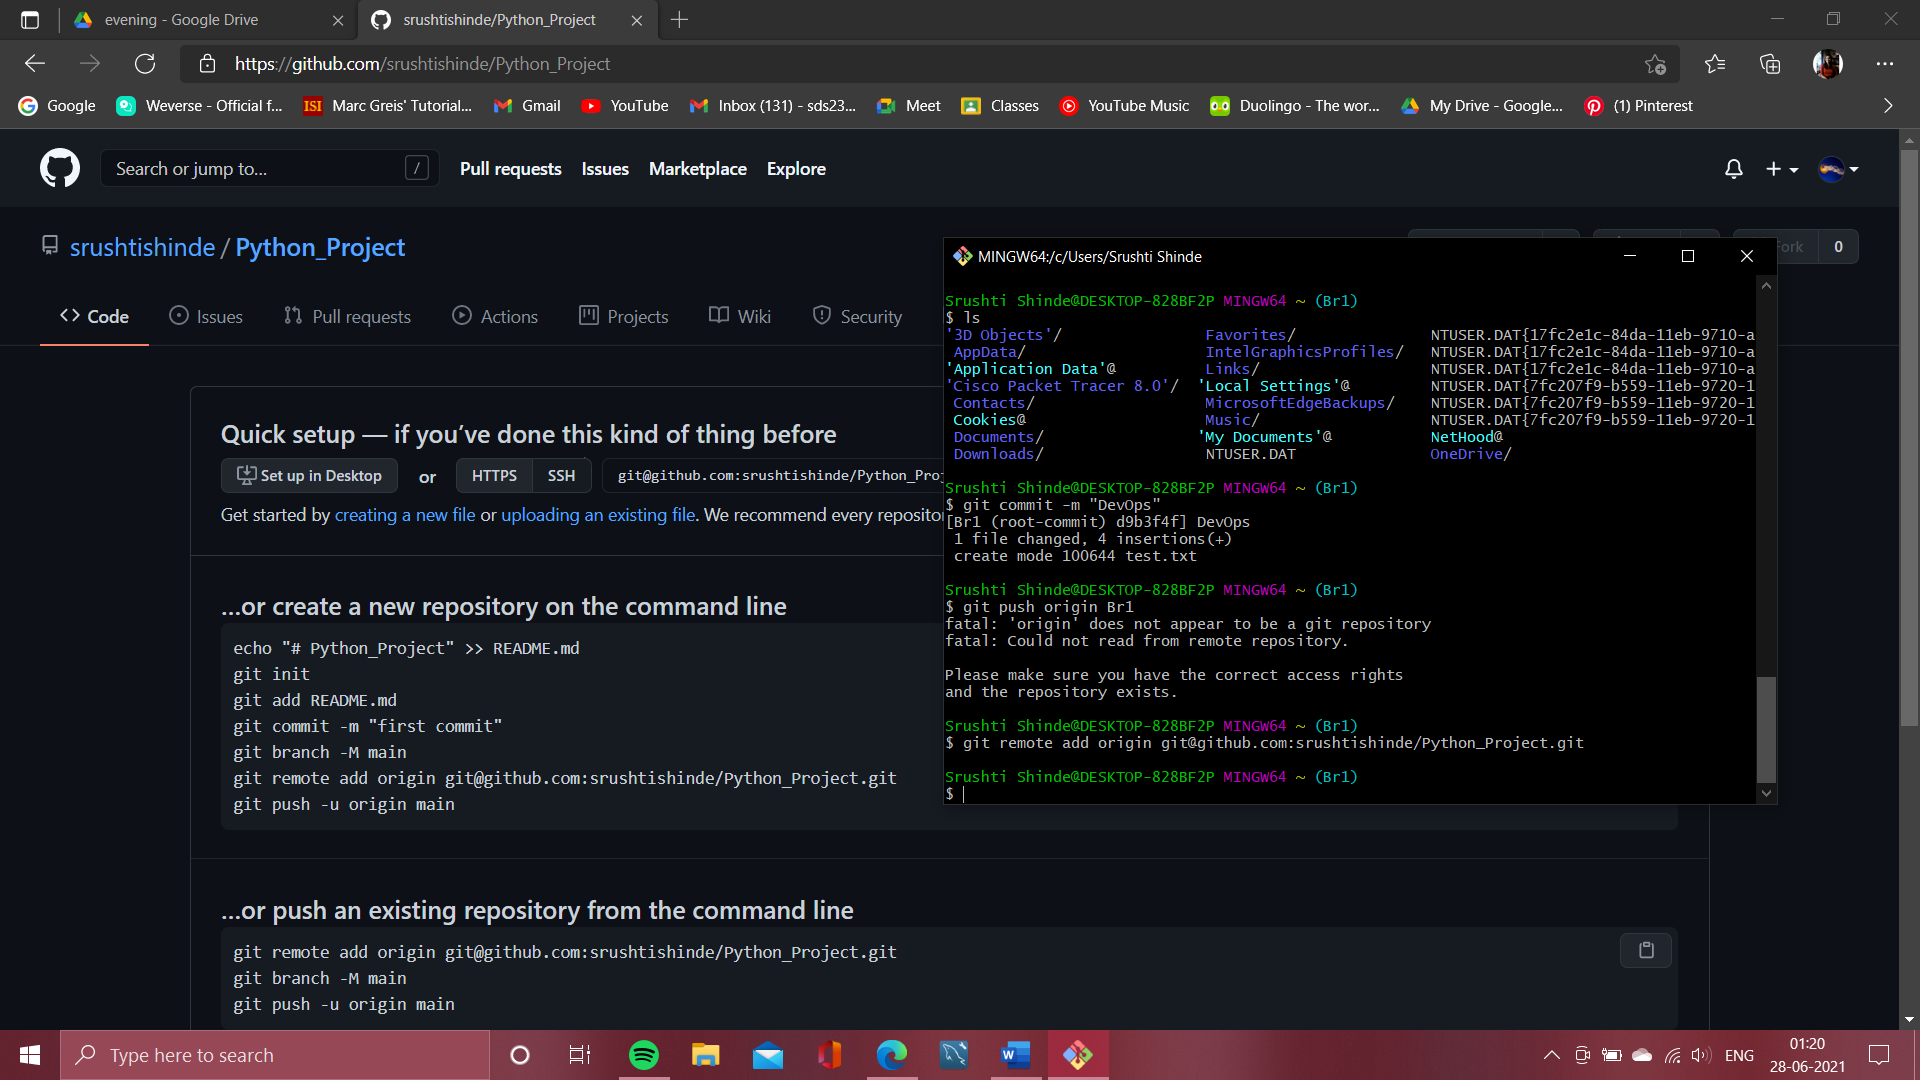 evening - Google Drive
srushtishinde/Python_Project
https://github.com/srushtishinde/Python_Project
Google
Weverse - Official f...
ISI
Marc Greis' Tutorial...
Gmail
YouTube
Inbox (131) - sds23...
Meet
Classes
YouTube Music
Duolingo - The wor...
My Drive - Google...
(1) Pinterest
Search or jump to...
/
Pull requests
Issues
Marketplace
Explore
srushtishinde / Python_Project
Fork
0
Code
Issues
Pull requests
Actions
Projects
Wiki
Security
Quick setup — if you've done this kind of thing before
Set up in Desktop
or
HTTPS
SSH
git@github.com:srushtishinde/Python_Proj
Get started by creating a new file or uploading an existing file. We recommend every reposito
...or create a new repository on the command line
echo "# Python_Project" >> README.md
git init
git add README.md
git commit -m "first commit"
git branch -M main
git remote add origin git@github.com:srushtishinde/Python_Project.git
git push -u origin main
...or push an existing repository from the command line
git remote add origin git@github.com:srushtishinde/Python_Project.git
git branch -M main
git push -u origin main
MINGW64:/c/Users/Srushti Shinde
Srushti Shinde@DESKTOP-828BF2P MINGW64 ~ (Br1)
$ ls
'3D Objects'/ Favorites/ NTUSER.DAT{17fc2e1c-84da-11eb-9710-a
AppData/ IntelGraphicsProfiles/ NTUSER.DAT{17fc2e1c-84da-11eb-9710-a
'Application Data'@ Links/ NTUSER.DAT{17fc2e1c-84da-11eb-9710-a
'Cisco Packet Tracer 8.0'/ 'Local Settings'@ NTUSER.DAT{7fc207f9-b559-11eb-9720-1
Contacts/ MicrosoftEdgeBackups/ NTUSER.DAT{7fc207f9-b559-11eb-9720-1
Cookies@ Music/ NTUSER.DAT{7fc207f9-b559-11eb-9720-1
Documents/ 'My Documents'@ NetHood@
Downloads/ NTUSER.DAT OneDrive/
Srushti Shinde@DESKTOP-828BF2P MINGW64 ~ (Br1)
$ git commit -m "DevOps"
[Br1 (root-commit) d9b3f4f] DevOps
1 file changed, 4 insertions(+)
create mode 100644 test.txt
Srushti Shinde@DESKTOP-828BF2P MINGW64 ~ (Br1)
$ git push origin Br1
fatal: 'origin' does not appear to be a git repository
fatal: Could not read from remote repository.
Please make sure you have the correct access rights
and the repository exists.
Srushti Shinde@DESKTOP-828BF2P MINGW64 ~ (Br1)
$ git remote add origin git@github.com:srushtishinde/Python_Project.git
Srushti Shinde@DESKTOP-828BF2P MINGW64 ~ (Br1)
$
Type here to search
ENG
01:20
28-06-2021